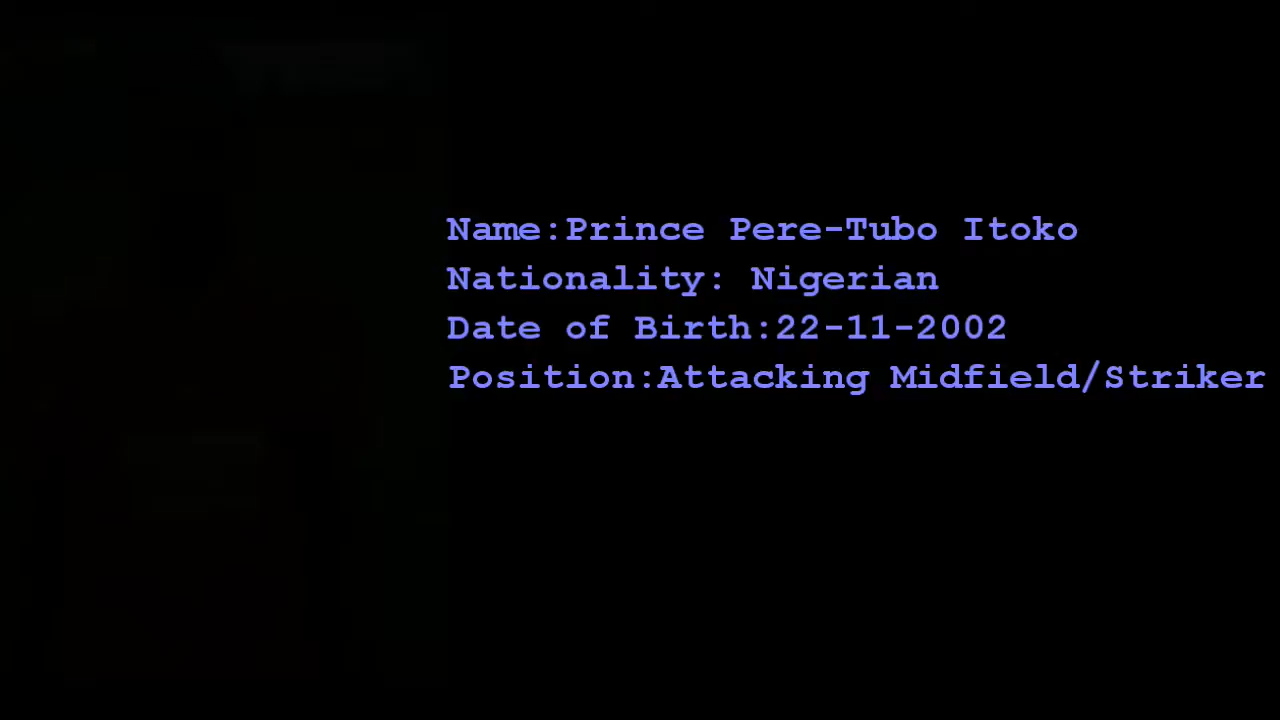 Name:Prince Pere-Tubo Itoko
Nationality: Nigerian
Date of Birth:22-11-2002
Position:Attacking Midfield/Striker